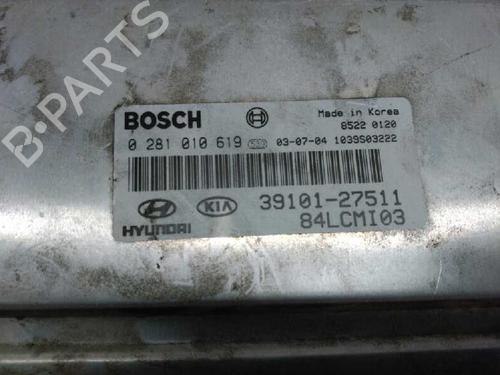 BOSCH
Made in Korea
8522 0120
0 281 010 619
03-07-04 1039S03222
39101-27511
HYUNDAI
KIA
84LCMI03